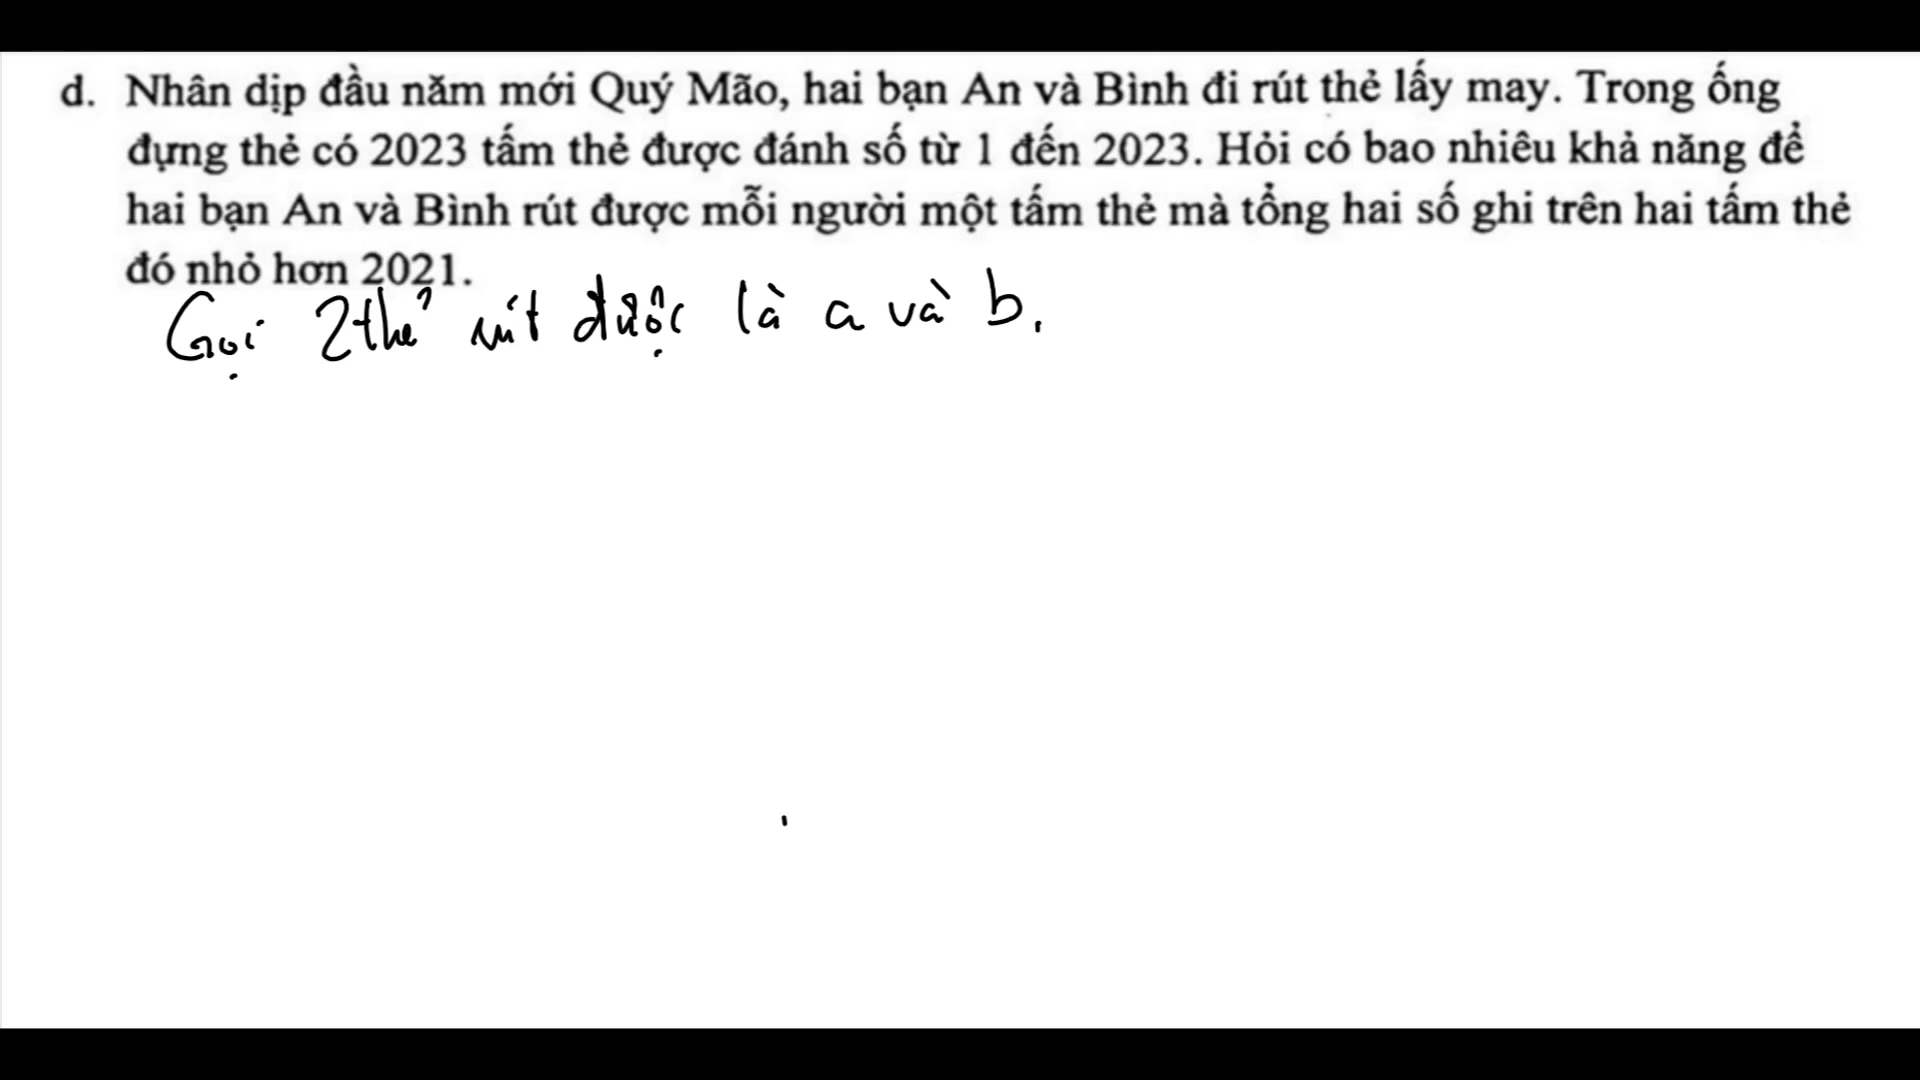 d. Nhân dịp đầu năm mới Quý Mão, hai bạn An và Bình đi rút thẻ lấy may. Trong ống
đựng thẻ có 2023 tấm thẻ được đánh số từ 1 đến 2023. Hỏi có bao nhiêu khả năng để
hai bạn An và Bình rút được mỗi người một tấm thẻ mà tổng hai số ghi trên hai tấm thẻ
đó nhỏ hơn 2021.
Gọi 2 thẻ rút được là a và b.